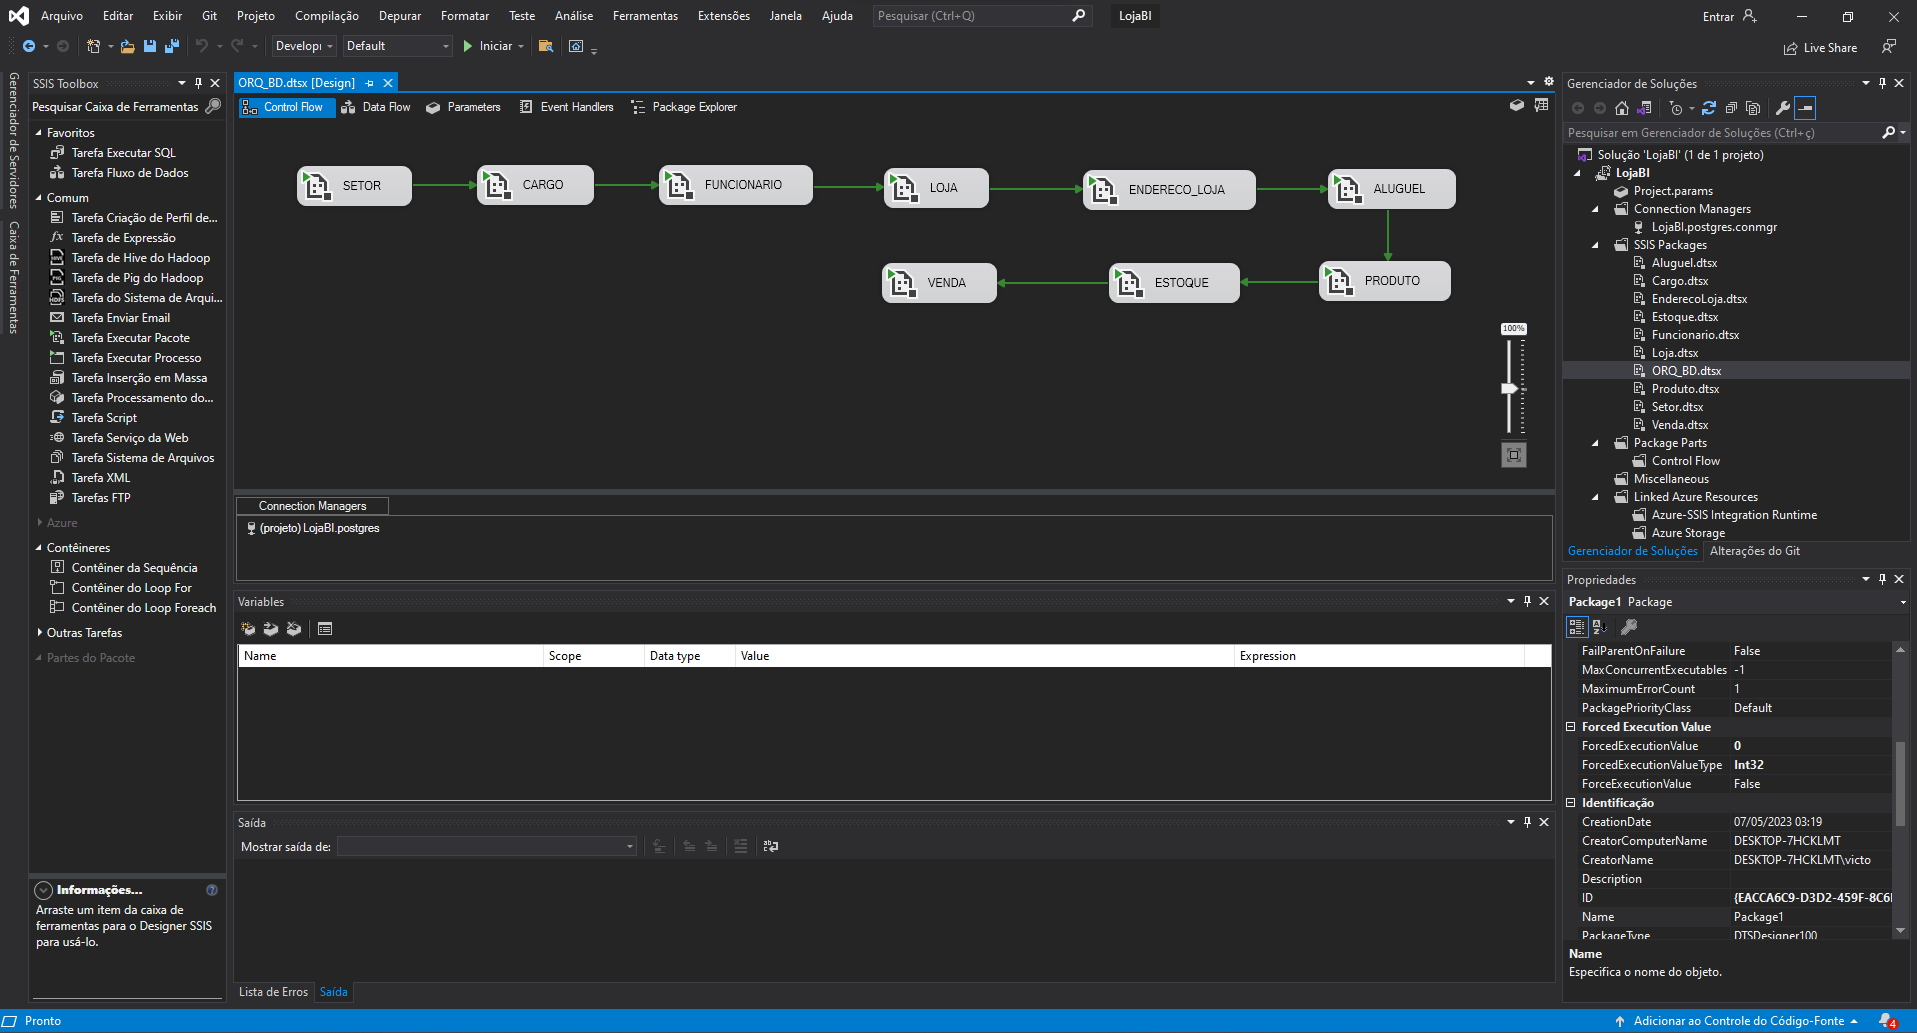 Arquivo Editar Exibir Git Projeto Compilação Depurar Formatar Teste Análise Ferramentas Extensões Janela Ajuda Pesquisar (Ctrl+Q) LojaBI Entrar
Develop Default Iniciar Live Share
Gerenciador de Servidores
Caixa de Ferramentas
SSIS Toolbox
Pesquisar Caixa de Ferramentas
Favoritos
Tarefa Executar SQL
Tarefa Fluxo de Dados
Comum
Tarefa Criação de Perfil de...
Tarefa de Expressão
Tarefa de Hive do Hadoop
Tarefa de Pig do Hadoop
Tarefa do Sistema de Arqui...
Tarefa Enviar Email
Tarefa Executar Pacote
Tarefa Executar Processo
Tarefa Inserção em Massa
Tarefa Processamento do...
Tarefa Script
Tarefa Serviço da Web
Tarefa Sistema de Arquivos
Tarefa XML
Tarefas FTP
Azure
Contêineres
Contêiner da Sequência
Contêiner do Loop For
Contêiner do Loop Foreach
Outras Tarefas
Partes do Pacote
Informações...
Arraste um item da caixa de
ferramentas para o Designer SSIS
para usá-lo.
ORQ_BD.dtsx [Design]
Control Flow Data Flow Parameters Event Handlers Package Explorer
SETOR CARGO FUNCIONARIO LOJA ENDERECO_LOJA ALUGUEL
VENDA ESTOQUE PRODUTO
100%
Connection Managers
(projeto) LojaBI.postgres
Variables
Name Scope Data type Value Expression
Saída
Mostrar saída de:
Lista de Erros Saída
Gerenciador de Soluções
Pesquisar em Gerenciador de Soluções (Ctrl+ç)
Solução 'LojaBI' (1 de 1 projeto)
LojaBI
Project.params
Connection Managers
LojaBI.postgres.conmgr
SSIS Packages
Aluguel.dtsx
Cargo.dtsx
EnderecoLoja.dtsx
Estoque.dtsx
Funcionario.dtsx
Loja.dtsx
ORQ_BD.dtsx
Produto.dtsx
Setor.dtsx
Venda.dtsx
Package Parts
Control Flow
Miscellaneous
Linked Azure Resources
Azure-SSIS Integration Runtime
Azure Storage
Gerenciador de Soluções Alterações do Git
Propriedades
Package1 Package
FailParentOnFailure False
MaxConcurrentExecutables -1
MaximumErrorCount 1
PackagePriorityClass Default
Forced Execution Value
ForcedExecutionValue 0
ForcedExecutionValueType Int32
ForceExecutionValue False
Identificação
CreationDate 07/05/2023 03:19
CreatorComputerName DESKTOP-7HCKLMT
CreatorName DESKTOP-7HCKLMT\victo
Description
ID {EACCA6C9-D3D2-459F-8C6
Name Package1
PackageType DTSDesigner100
Name
Especifica o nome do objeto.
Pronto Adicionar ao Controle do Código-Fonte 4